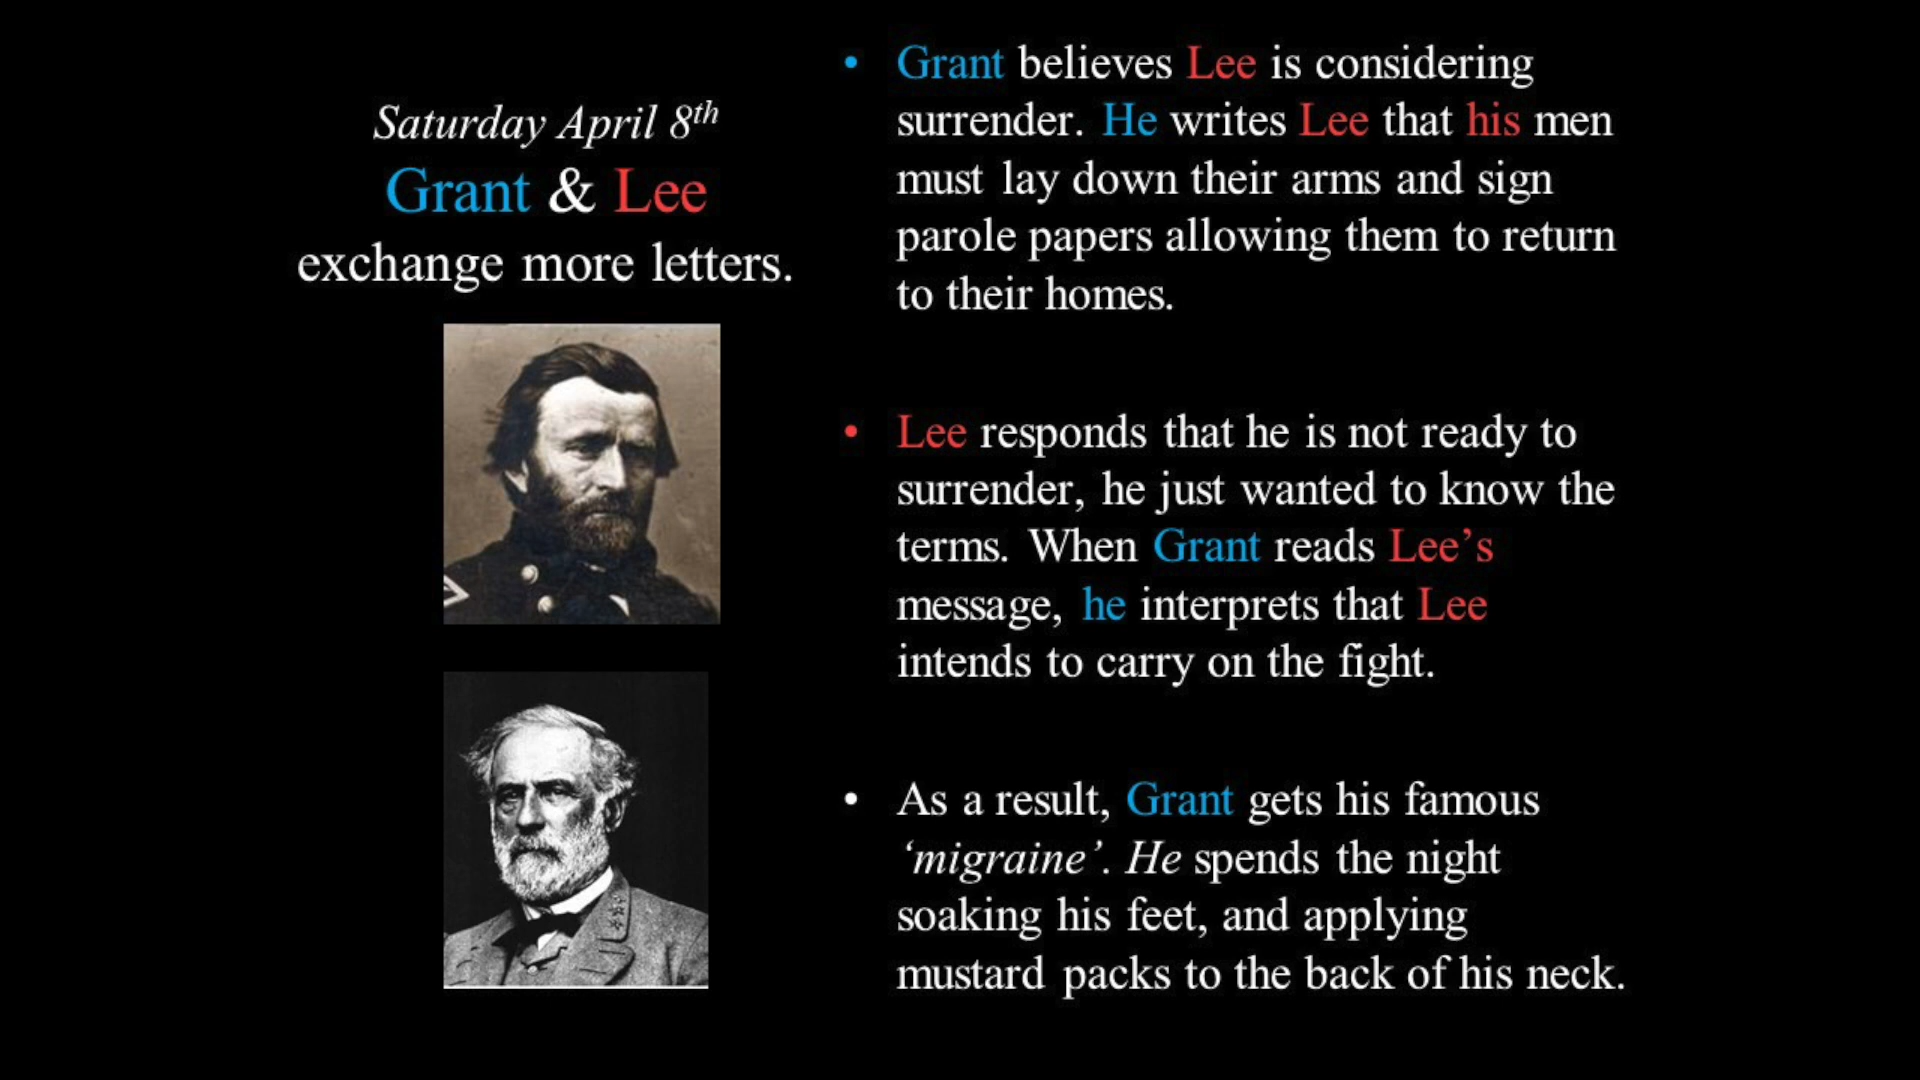 Saturday April 8th
Grant & Lee
exchange more letters.
• Grant believes Lee is considering
surrender. He writes Lee that his men
must lay down their arms and sign
parole papers allowing them to return
to their homes.
• Lee responds that he is not ready to
surrender, he just wanted to know the
terms. When Grant reads Lee’s
message, he interprets that Lee
intends to carry on the fight.
• As a result, Grant gets his famous
‘migraine’. He spends the night
soaking his feet, and applying
mustard packs to the back of his neck.